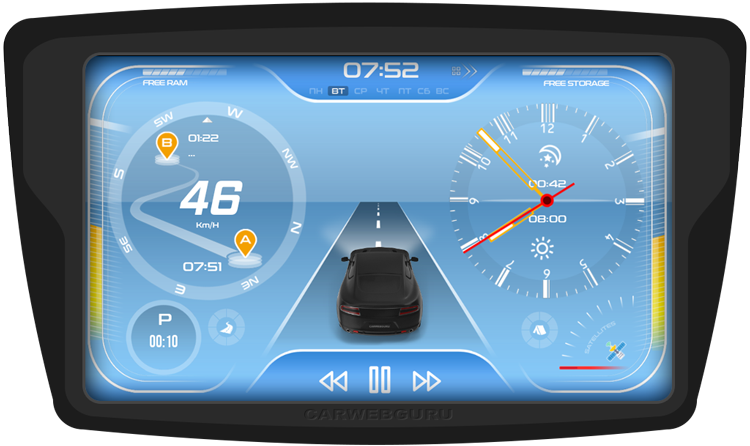 07:52
FREE RAM
FREE STORAGE
ПН ВТ СР ЧТ ПТ СБ ВС
SW W NW N NE E SE S
B
01:22
...
46
Km/H
A
07:51
P
00:10
12 1 2 3 4 5 6 7 8 9 10 11
00:42
08:00
SATELLITES
CARWEBGURU